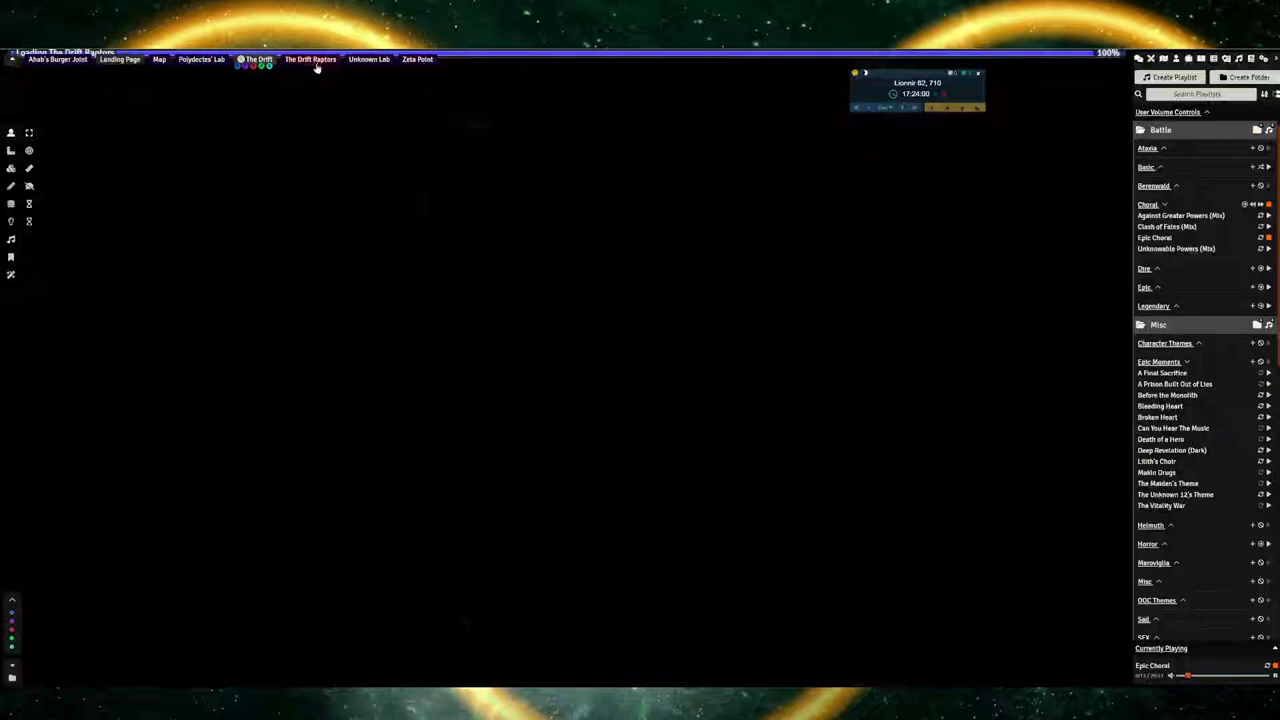 Loading The Drift Raptors
100%
Ahab's Burger Joint
Landing Page
Map
Polydectes' Lab
The Drift
The Drift Raptors
Unknown Lab
Zeta Point
Lionnir 62, 710
17:24:00
Create Playlist
Create Folder
Search Playlists
User Volume Controls
Battle
Ataxia
Basic
Berenwald
Choral
Against Greater Powers (Mix)
Clash of Fates (Mix)
Epic Choral
Unknowable Powers (Mix)
Dire
Epic
Legendary
Misc
Character Themes
Epic Moments
A Final Sacrifice
A Prison Built Out of Lies
Before the Monolith
Bleeding Heart
Broken Heart
Can You Hear The Music
Death of a Hero
Deep Revelation (Dark)
Lilith's Choir
Makin Drugs
The Maiden's Theme
The Unknown 12's Theme
The Vitality War
Helmuth
Horror
Meroviglia
Misc
OOC Themes
Sad
SFX
Currently Playing
Epic Choral